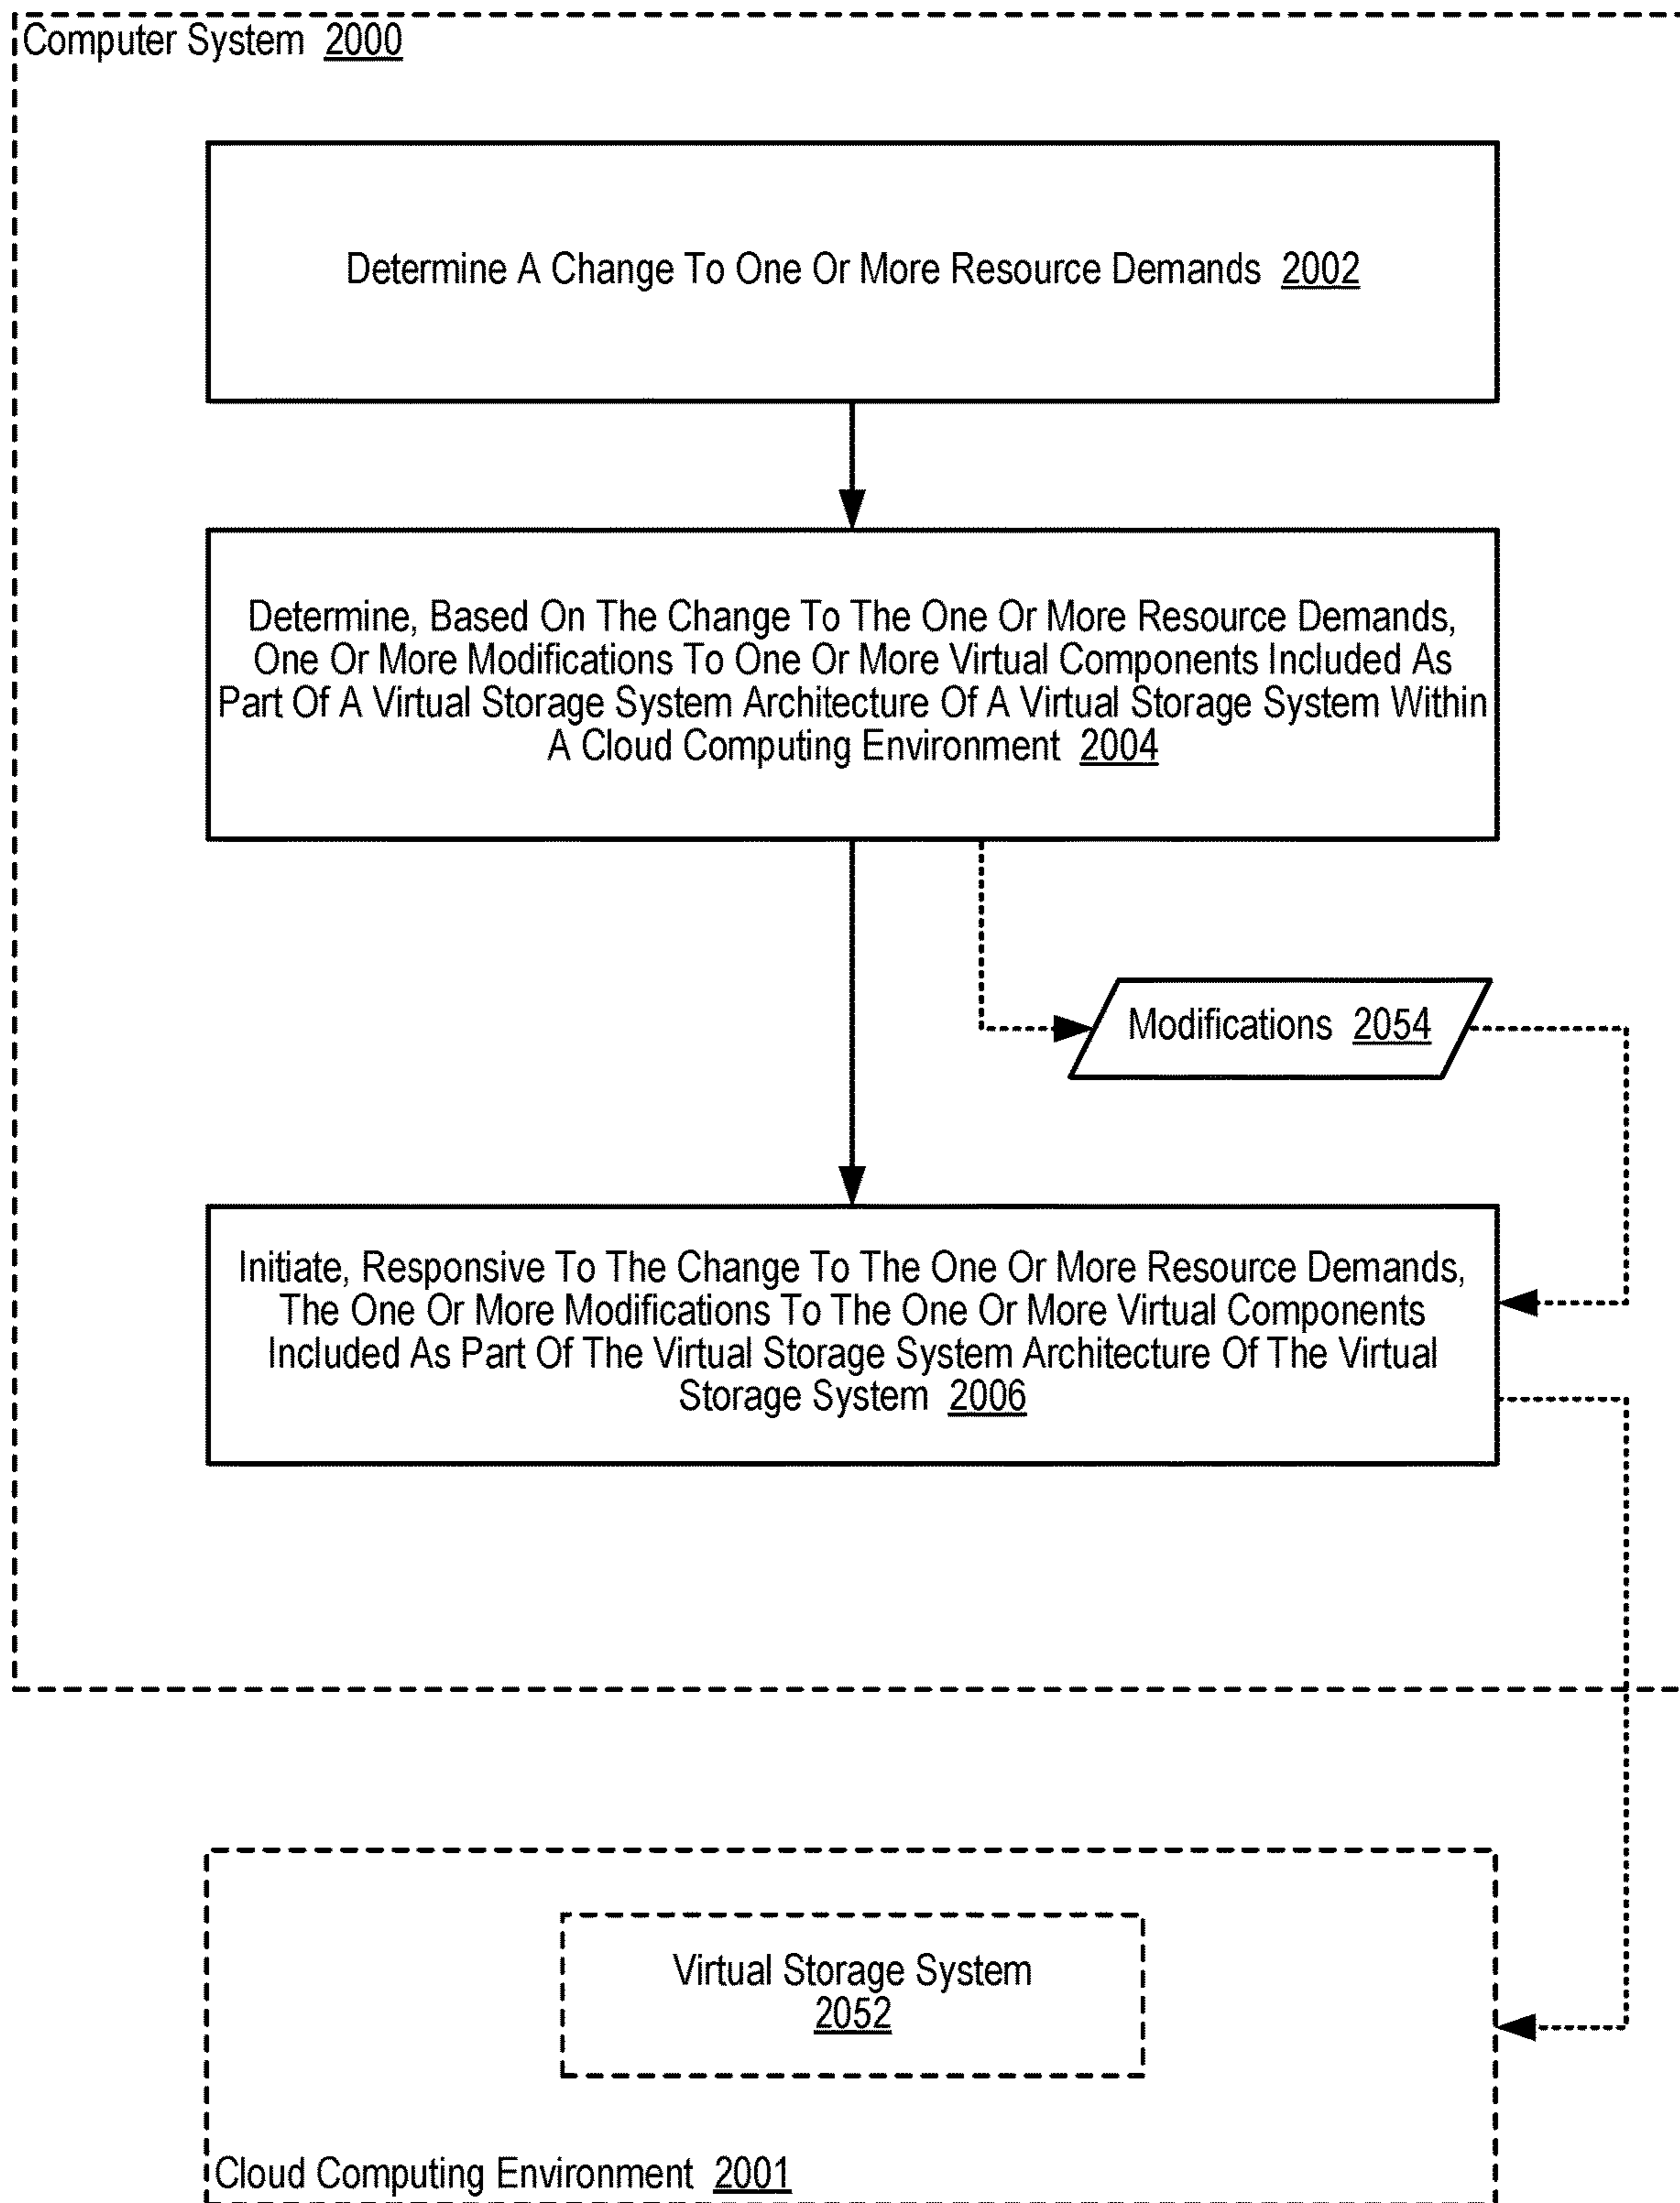 Computer System 2000
Determine A Change To One Or More Resource Demands 2002
Determine, Based On The Change To The One Or More Resource Demands,
One Or More Modifications To One Or More Virtual Components Included As
Part Of A Virtual Storage System Architecture Of A Virtual Storage System Within
A Cloud Computing Environment 2004
Modifications 2054
Initiate, Responsive To The Change To The One Or More Resource Demands,
The One Or More Modifications To The One Or More Virtual Components
Included As Part Of The Virtual Storage System Architecture Of The Virtual
Storage System 2006
Virtual Storage System
2052
Cloud Computing Environment 2001